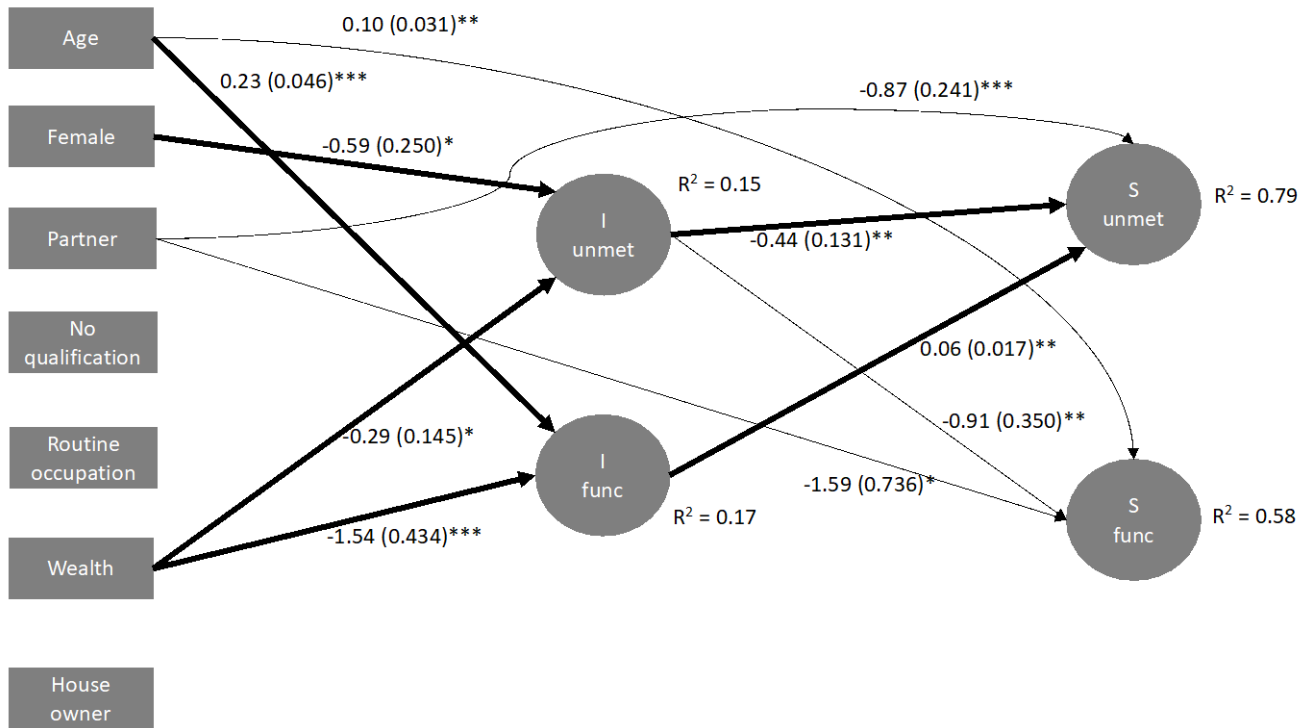 Age
0.10 (0.031)**
0.23 (0.046)***
-0.87 (0.241)***
Female
-0.59 (0.250)*
R² = 0.15
S
unmet
R² = 0.79
Partner
I
unmet
-0.44 (0.131)**
No
qualification
0.06 (0.017)**
-0.91 (0.350)**
Routine
occupation
-0.29 (0.145)*
I
func
-1.59 (0.736)*
R² = 0.17
S
func
R² = 0.58
Wealth
-1.54 (0.434)***
House
owner